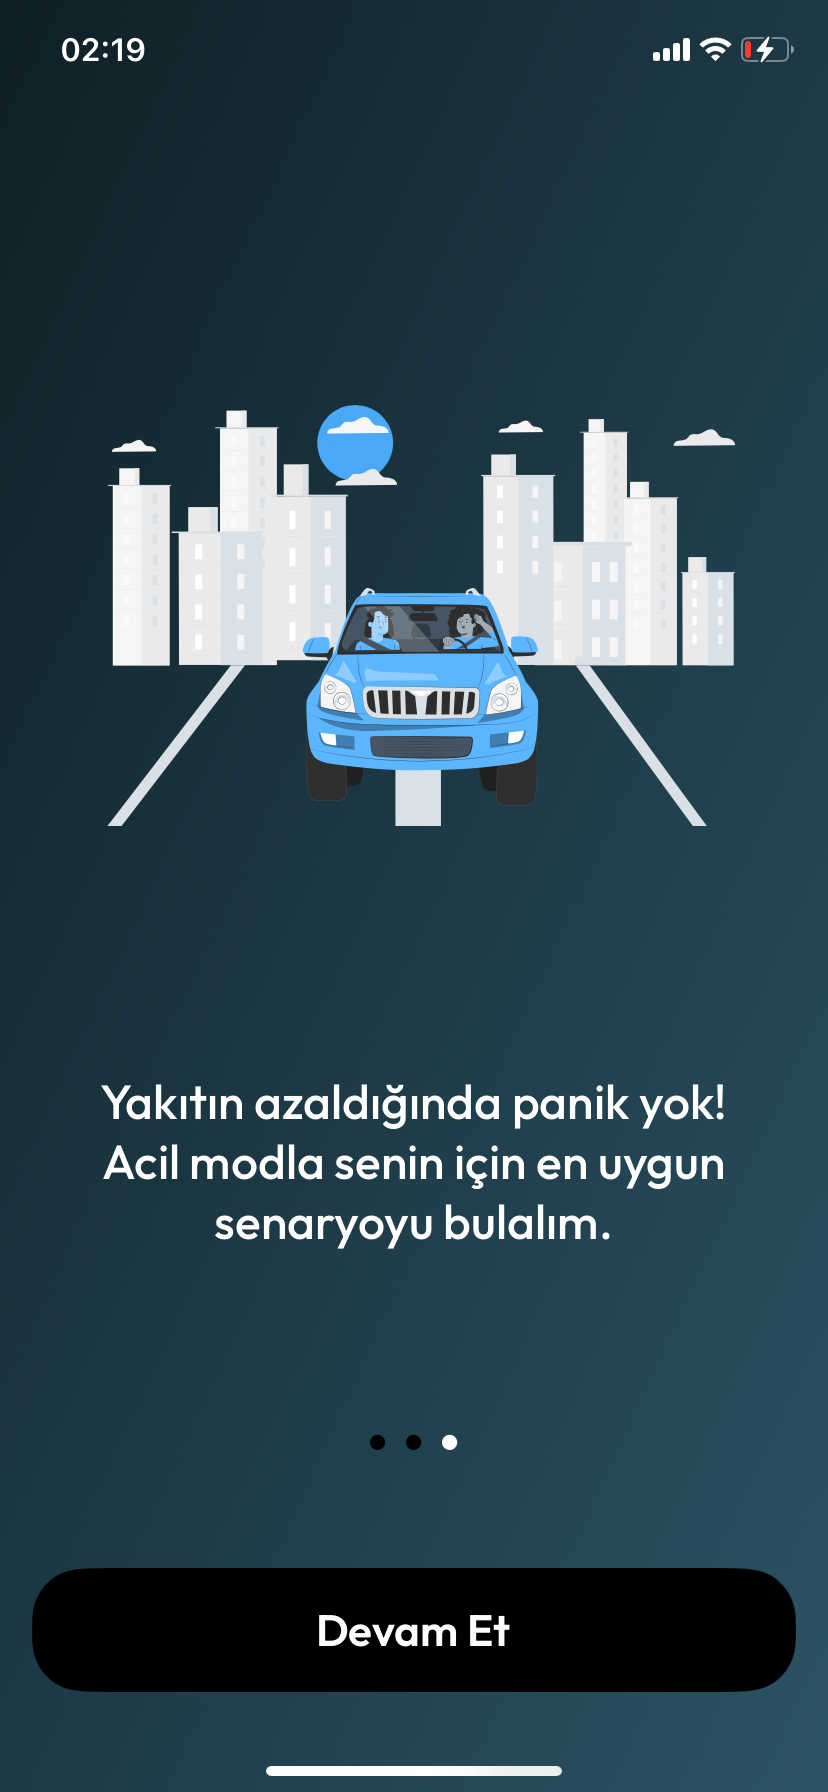 02:19
Yakıtın azaldığında panik yok!
Acil modla senin için en uygun
senaryoyu bulalım.
Devam Et